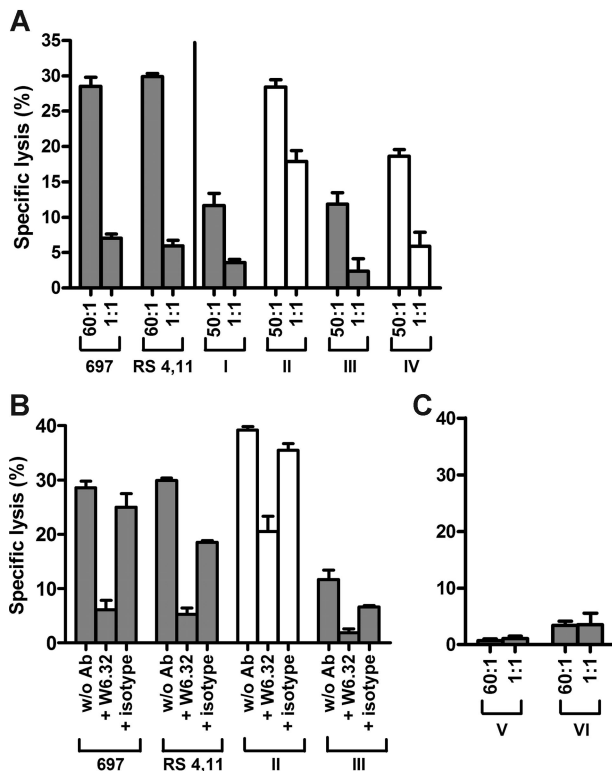 A
Specific lysis (%)
35
30
25
20
15
10
5
0
60:1 1:1 60:1 1:1 50:1 1:1 50:1 1:1 50:1 1:1 50:1 1:1
697 RS 4,11 I II III IV
B
Specific lysis (%)
40
30
20
10
0
w/o Ab + W6.32 + isotype w/o Ab + W6.32 + isotype w/o Ab + W6.32 + isotype w/o Ab + W6.32 + isotype
697 RS 4,11 II III
C
40
30
20
10
0
60:1 1:1 60:1 1:1
V VI